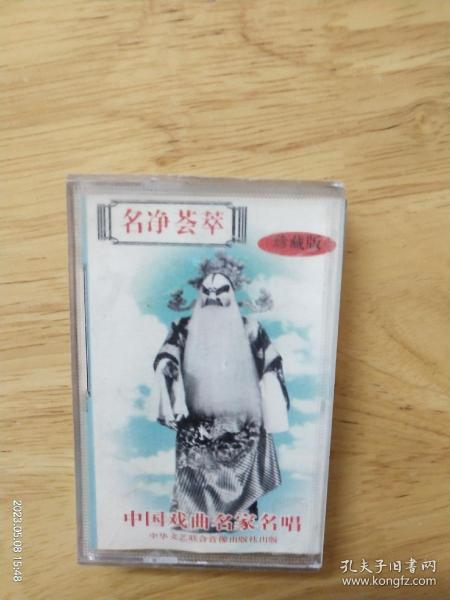 名净荟萃
珍藏版
中国戏曲名家名唱
中华文艺联合音像出版社出版
2023.05.08 15:48
孔夫子旧书网
www.kongfz.com